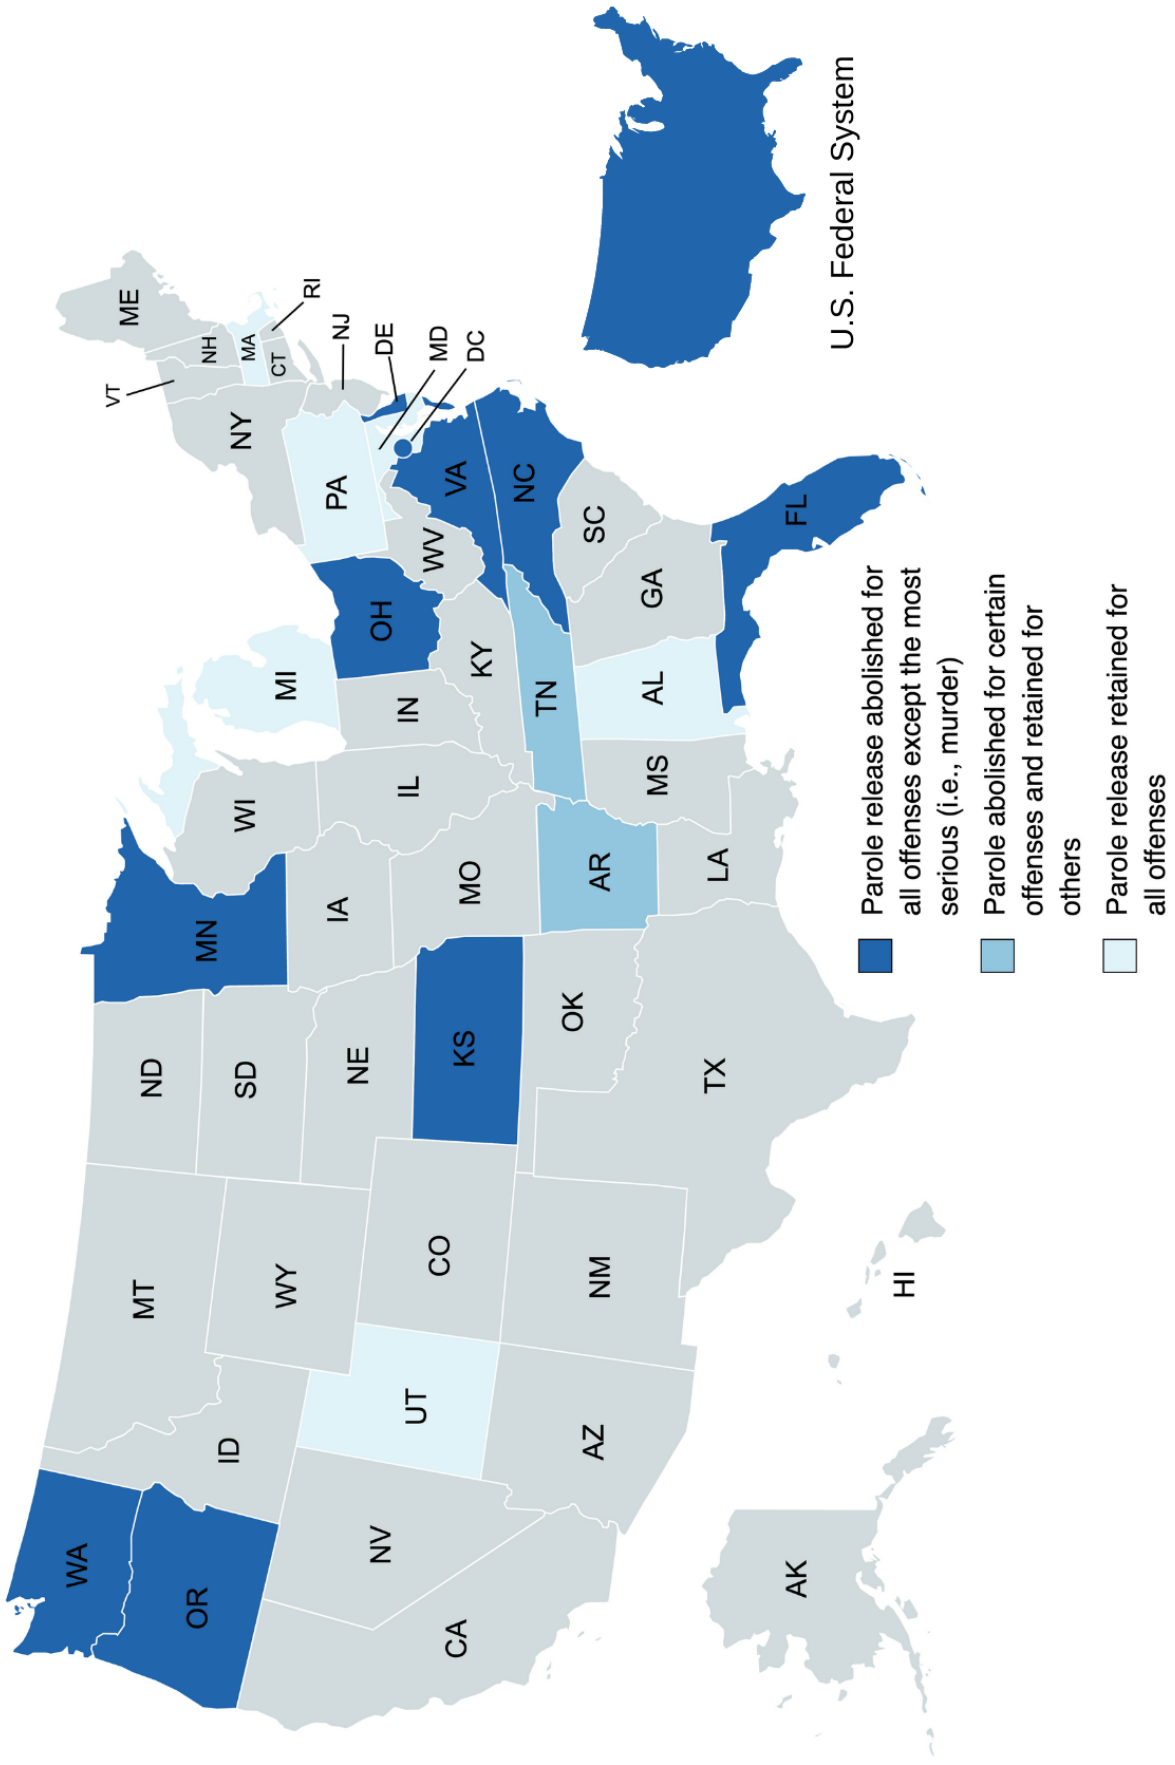 WA
OR
CA
NV
ID
MT
WY
UT
AZ
CO
NM
ND
SD
NE
KS
OK
TX
MN
IA
MO
AR
LA
WI
IL
MS
MI
IN
KY
TN
AL
OH
WV
VA
NC
SC
GA
FL
PA
NY
VT
NH
ME
MA
CT
RI
NJ
DE
MD
DC
AK
HI
U.S. Federal System
Parole release abolished for
all offenses except the most
serious (i.e., murder)
Parole abolished for certain
offenses and retained for
others
Parole release retained for
all offenses